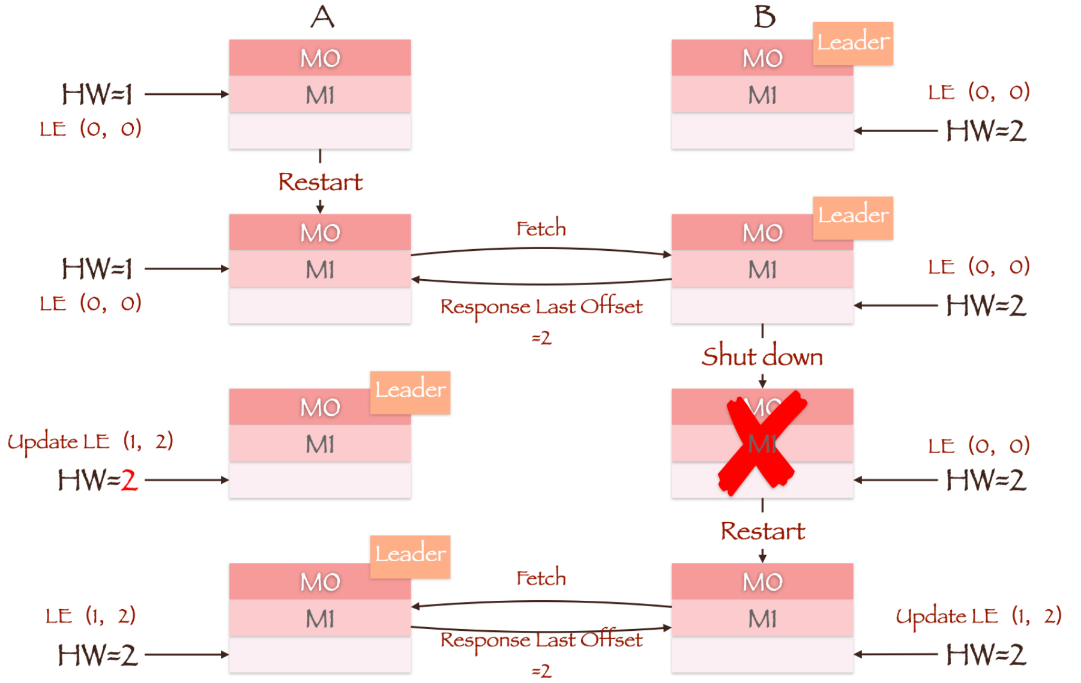 A
B
Leader
M0
M0
HW=1
M1
M1
LE (0, 0)
LE (0, 0)
HW=2
Restart
Leader
M0
Fetch
M0
HW=1
M1
M1
LE (0, 0)
LE (0, 0)
Response Last Offset
=2
HW=2
Shut down
Leader
M0
M0
Update LE (1, 2)
M1
M1
LE (0, 0)
HW=2
HW=2
Restart
Leader
M0
Fetch
M0
LE (1, 2)
M1
M1
Update LE (1, 2)
Response Last Offset
=2
HW=2
HW=2